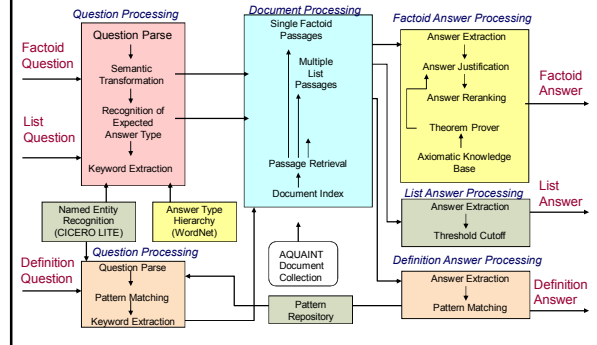 Question Processing
Document Processing
Factoid Answer Processing
Factoid
Question
List
Question
Question Parse
Semantic
Transformation
Recognition of
Expected
Answer Type
Keyword Extraction
Single Factoid
Passages
Multiple
List
Passages
Passage Retrieval
Document Index
Answer Extraction
Answer Justification
Answer Reranking
Theorem Prover
Axiomatic Knowledge
Base
Factoid
Answer
List Answer Processing
Answer Extraction
Threshold Cutoff
List
Answer
Named Entity
Recognition
(CICERO LITE)
Answer Type
Hierarchy
(WordNet)
Question Processing
Definition
Question
Question Parse
Pattern Matching
Keyword Extraction
AQUAINT
Document
Collection
Pattern
Repository
Definition Answer Processing
Answer Extraction
Pattern Matching
Definition
Answer